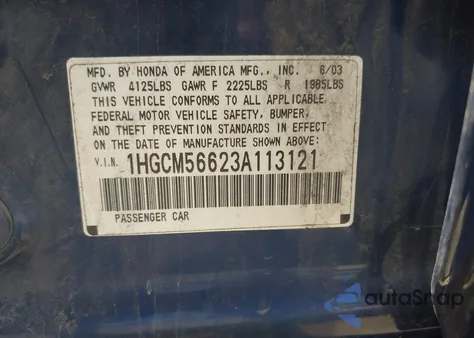 MFD. BY HONDA OF AMERICA MFG., INC. 8/03
GVWR 4125LBS GAWR F 2225LBS R 1985LBS
THIS VEHICLE CONFORMS TO ALL APPLICABLE
FEDERAL MOTOR VEHICLE SAFETY, BUMPER,
AND THEFT PREVENTION STANDARDS IN EFFECT
ON THE DATE OF MANUFACTURE SHOWN ABOVE:
V.I.N. 1HGCM56623A113121
PASSENGER CAR
autoSnap